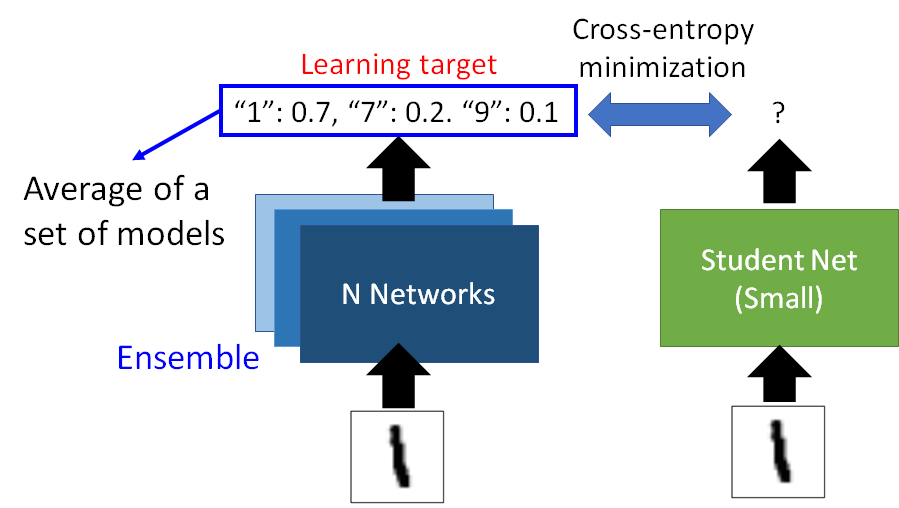 Cross-entropy
minimization
Learning target
“1”: 0.7, “7”: 0.2. “9”: 0.1
?
Average of a
set of models
N Networks
Student Net
(Small)
Ensemble